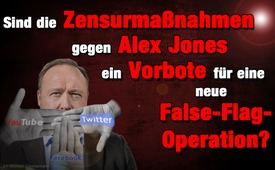 Sind die Zensurmaßnahmen
gegen Alex Jones
ein Vorbote für eine
neue
False-Flag-
Operation?
YouTube
Twitter
Facebook